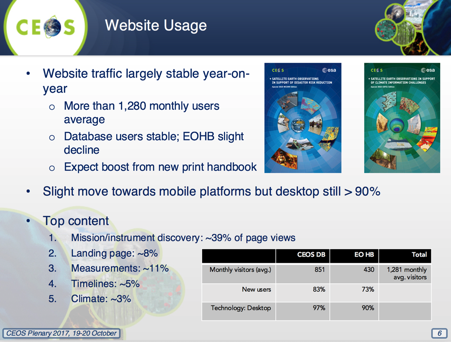 CEOS
Website Usage
• Website traffic largely stable year-on-
year
o More than 1,280 monthly users
average
o Database users stable; EOHB slight
decline
o Expect boost from new print handbook
CEOS esa
SATELLITE EARTH OBSERVATIONS
IN SUPPORT OF DISASTER RISK REDUCTION
CEOS esa
SATELLITE EARTH OBSERVATIONS IN SUPPORT
OF CLIMATE INFORMATION CHALLENGES
• Slight move towards mobile platforms but desktop still > 90%
• Top content
1. Mission/instrument discovery: ~39% of page views
2. Landing page: ~8%
3. Measurements: ~11%
4. Timelines: ~5%
5. Climate: ~3%
CEOS DB EO HB Total
Monthly visitors (avg.) 851 430 1,281 monthly
avg. visitors
New users 83% 73%
Technology: Desktop 97% 90%
CEOS Plenary 2017, 19-20 October
6